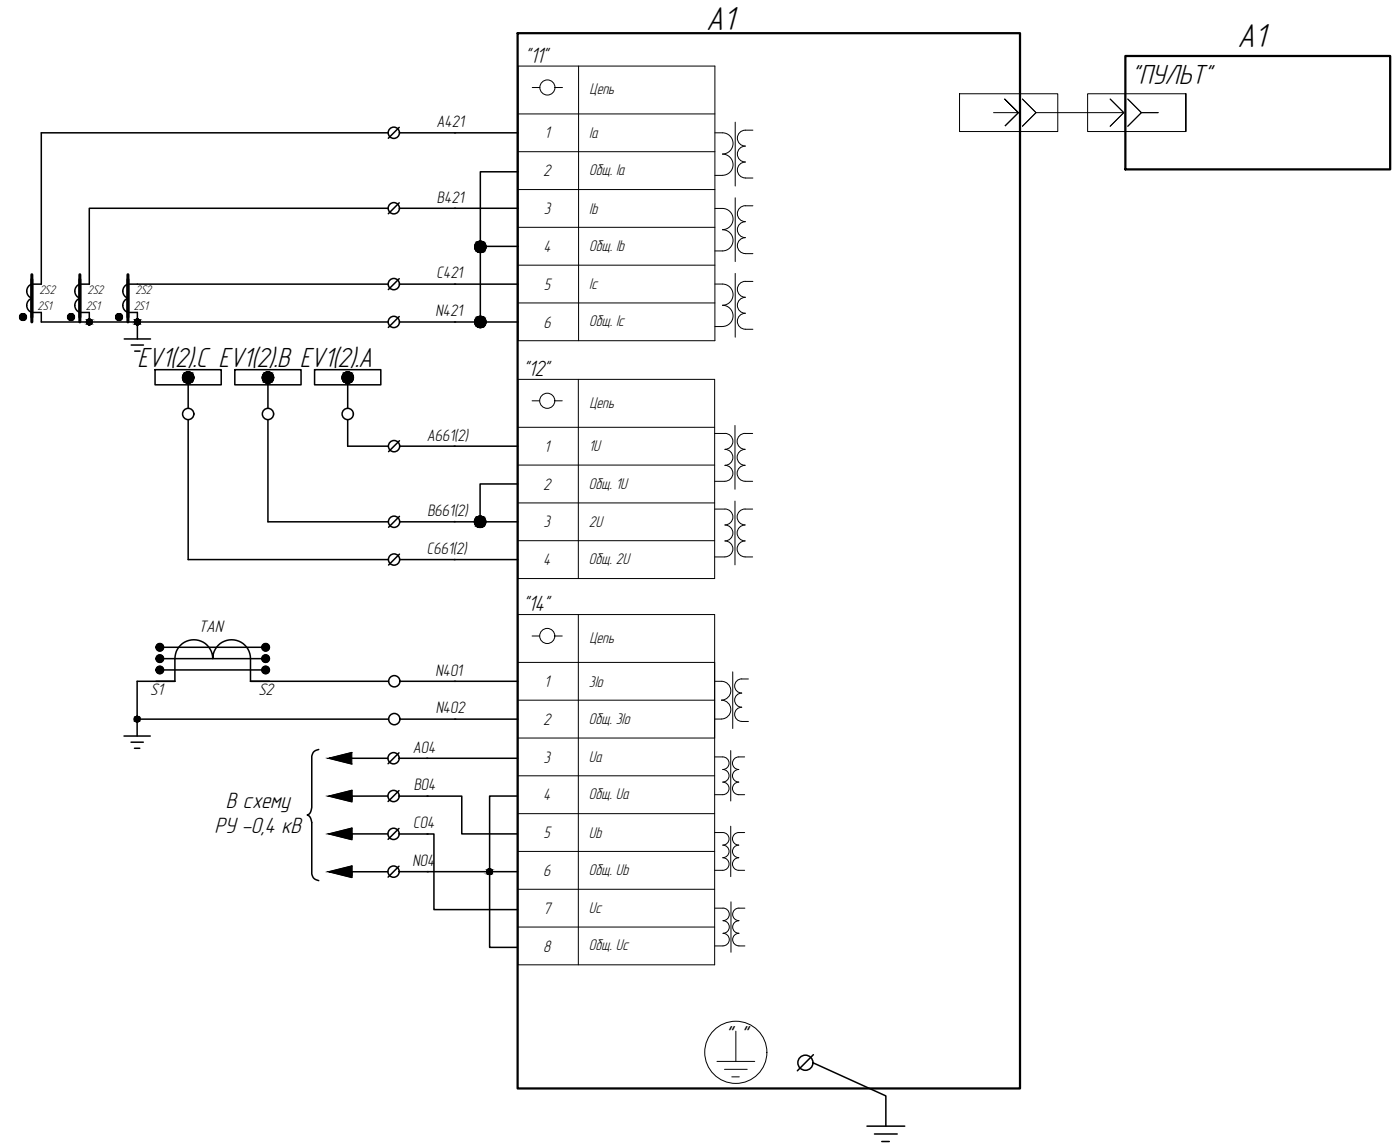 A1
A1
"ПУЛЬТ"
"11"
Цепь
A421
1 Ia
2 Общ. Ia
B421
3 Ib
4 Общ. Ib
C421
5 Ic
N421
6 Общ. Ic
2S2 2S2 2S2
2S1 2S1 2S1
EV1(2).C EV1(2).B EV1(2).A
"12"
Цепь
A661(2)
1 1U
2 Общ. 1U
B661(2)
3 2U
C661(2)
4 Общ. 2U
"14"
Цепь
TAN
S1 S2
N401
1 3Io
N402
2 Общ. 3Io
A04
3 Ua
B04
4 Общ. Ua
C04
5 Ub
N04
6 Общ. Ub
7 Uc
8 Общ. Uc
В схему
РУ -0,4 кВ
" "